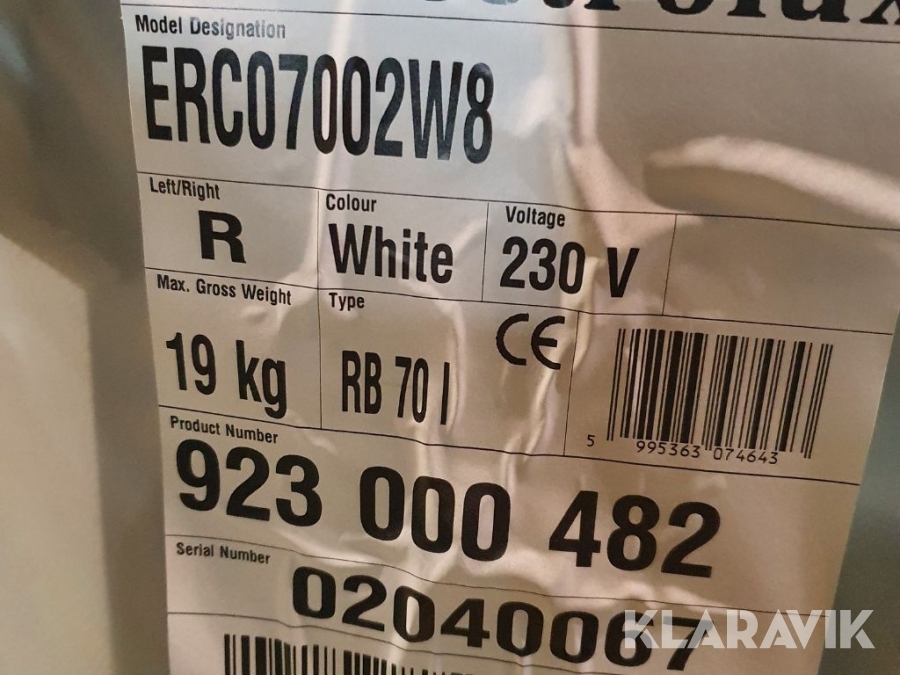 Model Designation
ERC07002W8
Left/Right
R
Colour
White
Voltage
230 V
Max. Gross Weight
19 kg
Type
RB 70 I
CE
5 995363 074643
Product Number
923 000 482
Serial Number
02040067
KLARAVIK